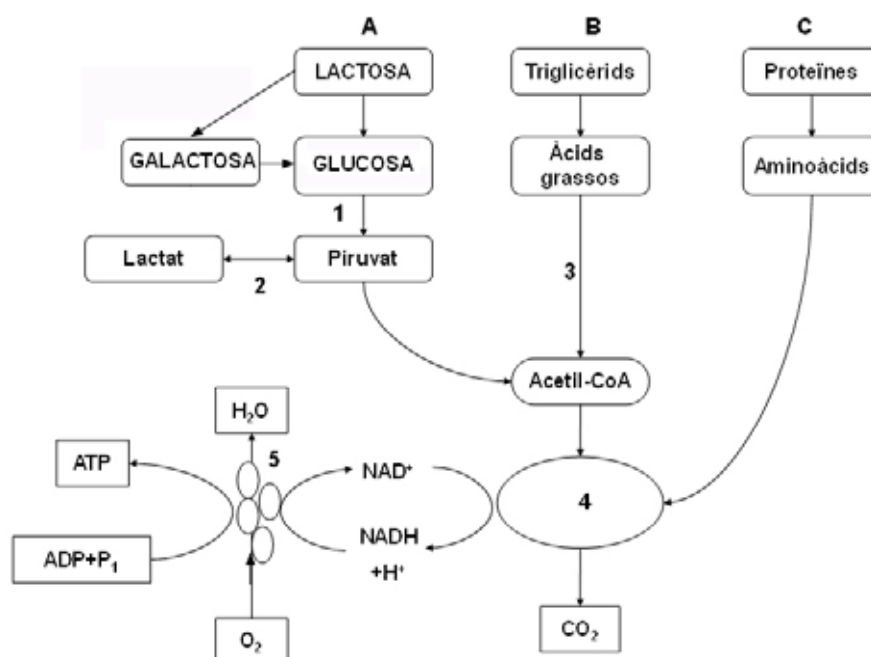 A B C
LACTOSA Triglicèrids Proteïnes
GALACTOSA GLUCOSA Àcids grassos Aminoàcids
1
Lactat Piruvat
2 3
Acetil-CoA
H₂O
ATP 5 NAD⁺ 4
NADH
ADP+P₁ +H⁺
O₂ CO₂